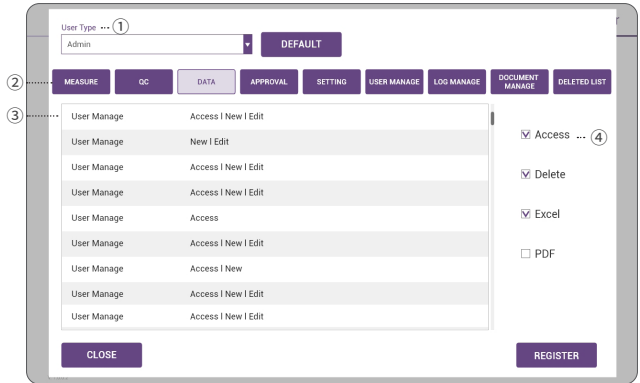 User Type ··· ①
Admin
DEFAULT
② MEASURE QC DATA APPROVAL SETTING USER MANAGE LOG MANAGE DOCUMENT MANAGE DELETED LIST
③ User Manage Access l New l Edit
User Manage New l Edit
User Manage Access l New l Edit
User Manage Access l New l Edit
User Manage Access
User Manage Access l New l Edit
User Manage Access l New
User Manage Access l New l Edit
User Manage Access l New l Edit
Access ··· ④
Delete
Excel
PDF
CLOSE
REGISTER